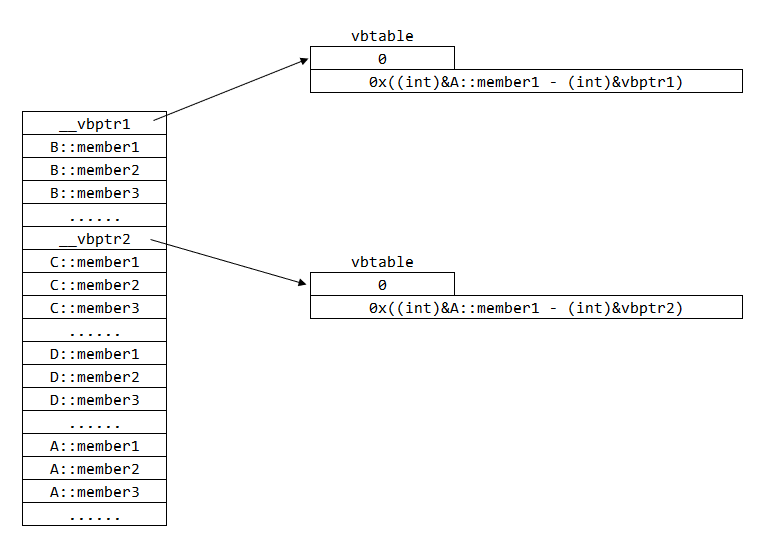 vbtable
0
0x((int)&A::member1 - (int)&vbptr1)
__vbptr1
B::member1
B::member2
B::member3
......
__vbptr2
C::member1
C::member2
C::member3
......
D::member1
D::member2
D::member3
......
A::member1
A::member2
A::member3
......
vbtable
0
0x((int)&A::member1 - (int)&vbptr2)